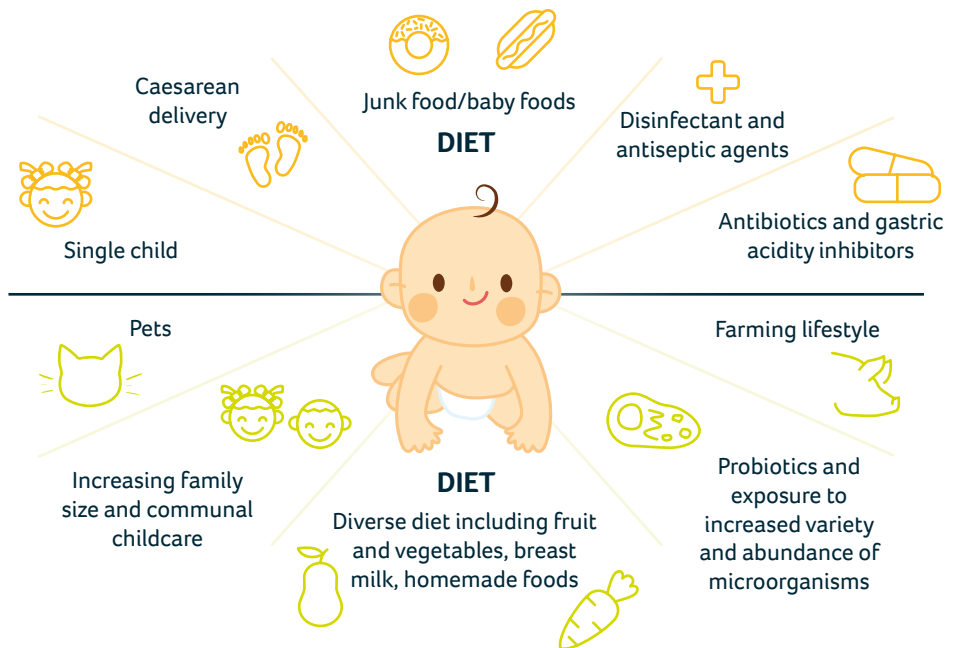 Caesarean
delivery
Junk food/baby foods
DIET
Disinfectant and
antiseptic agents
Single child
Antibiotics and gastric
acidity inhibitors
Pets
Farming lifestyle
Increasing family
size and communal
childcare
DIET
Diverse diet including fruit
and vegetables, breast
milk, homemade foods
Probiotics and
exposure to
increased variety
and abundance of
microorganisms